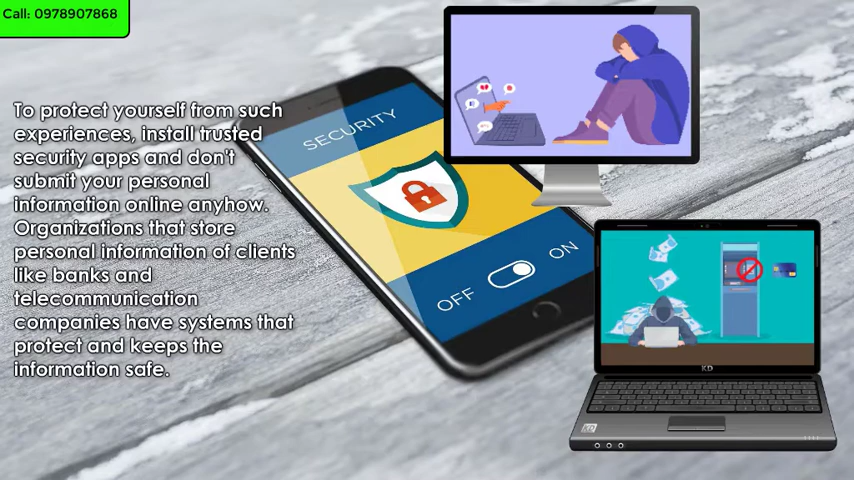 Call: 0978907868
To protect yourself from such
experiences, install trusted
security apps and don't
submit your personal
information online anyhow.
Organizations that store
personal information of clients
like banks and
telecommunication
companies have systems that
protect and keeps the
information safe.
SECURITY
OFF ON
KD